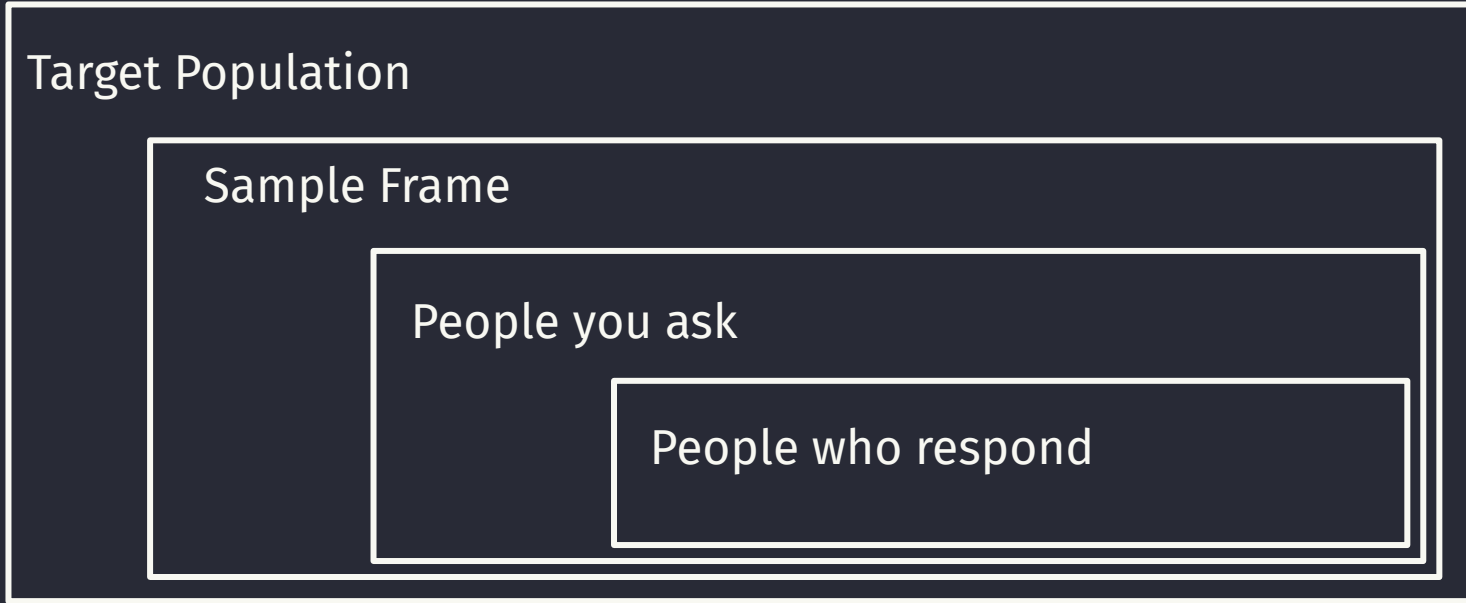 Target Population
Sample Frame
People you ask
People who respond